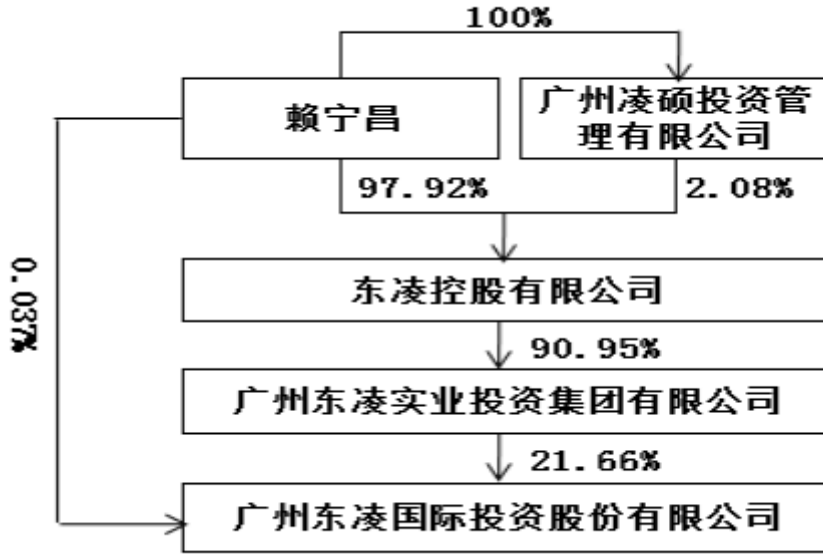 100%
赖宁昌
广州凌硕投资管
理有限公司
97.92%
2.08%
0.037%
东凌控股有限公司
90.95%
广州东凌实业投资集团有限公司
21.66%
广州东凌国际投资股份有限公司